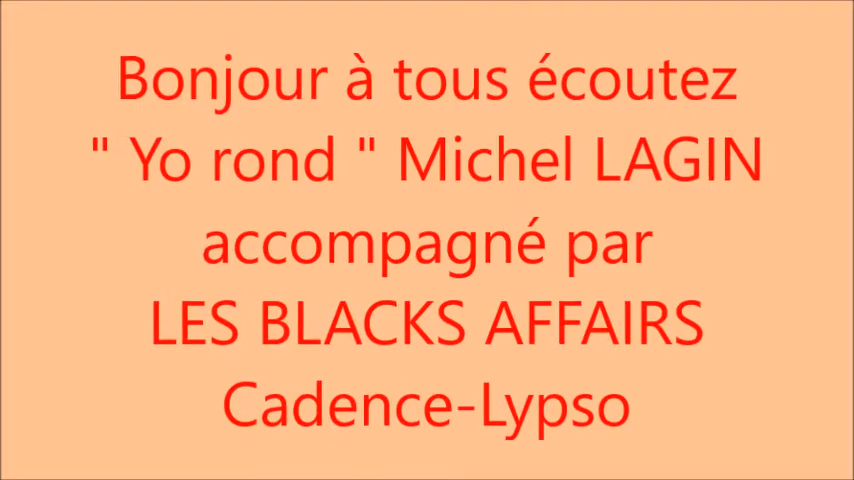 Bonjour à tous écoutez
" Yo rond " Michel LAGIN
accompagné par
LES BLACKS AFFAIRS
Cadence-Lypso